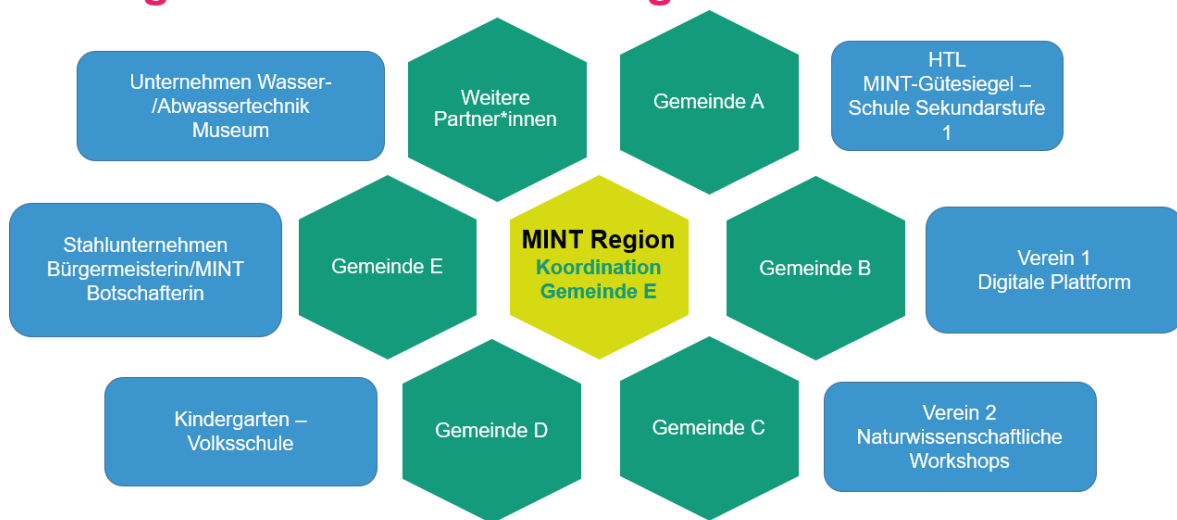 Unternehmen Wasser-
/Abwassertechnik
Museum
Weitere
Partner*innen
Gemeinde A
HTL
MINT-Gütesiegel –
Schule Sekundarstufe
1
Stahlunternehmen
Bürgermeisterin/MINT
Botschafterin
Gemeinde E
MINT Region
Koordination
Gemeinde E
Gemeinde B
Verein 1
Digitale Plattform
Kindergarten –
Volksschule
Gemeinde D
Gemeinde C
Verein 2
Naturwissenschaftliche
Workshops